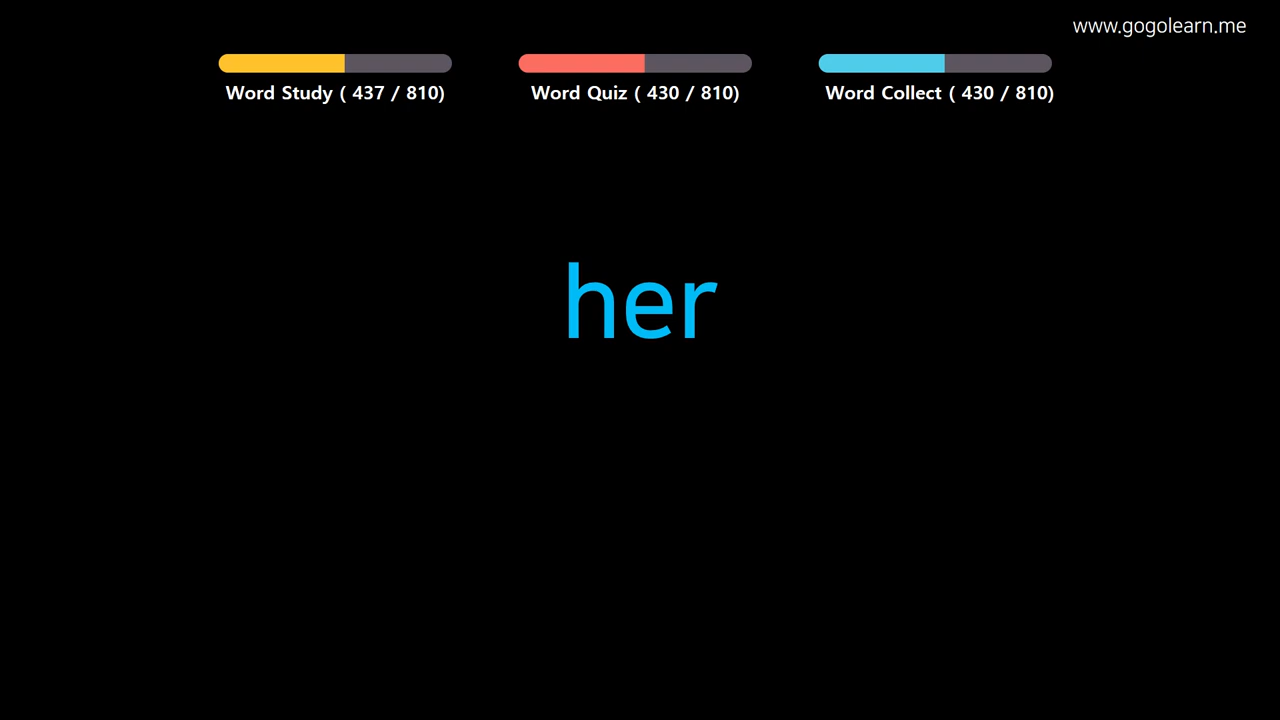 www.gogolearn.me
Word Study ( 437 / 810)
Word Quiz ( 430 / 810)
Word Collect ( 430 / 810)
her